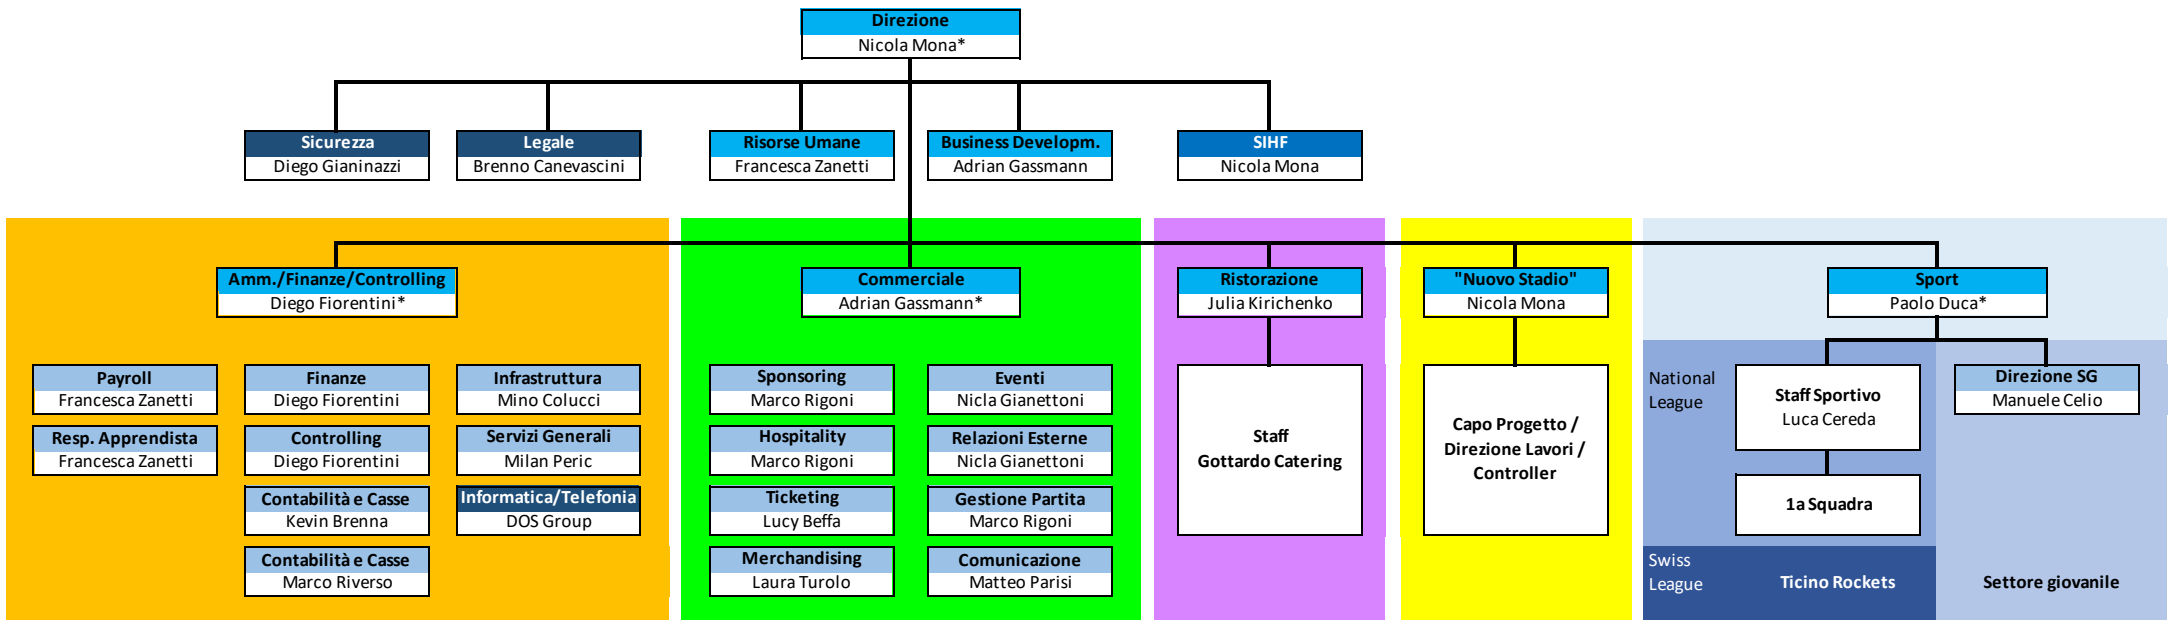 Direzione
Nicola Mona*
Sicurezza
Diego Gianinazzi
Legale
Brenno Canevascini
Risorse Umane
Francesca Zanetti
Business Developm.
Adrian Gassmann
SIHF
Nicola Mona
Amm./Finanze/Controlling
Diego Fiorentini*
Payroll
Francesca Zanetti
Resp. Apprendista
Francesca Zanetti
Finanze
Diego Fiorentini
Controlling
Diego Fiorentini
Contabilità e Casse
Kevin Brenna
Contabilità e Casse
Marco Riverso
Infrastruttura
Mino Colucci
Servizi Generali
Milan Peric
Informatica/Telefonia
DOS Group
Commerciale
Adrian Gassmann*
Sponsoring
Marco Rigoni
Hospitality
Marco Rigoni
Ticketing
Lucy Beffa
Merchandising
Laura Turolo
Eventi
Nicla Gianettoni
Relazioni Esterne
Nicla Gianettoni
Gestione Partita
Marco Rigoni
Comunicazione
Matteo Parisi
Ristorazione
Julia Kirichenko
Staff
Gottardo Catering
"Nuovo Stadio"
Nicola Mona
Capo Progetto /
Direzione Lavori /
Controller
Sport
Paolo Duca*
National
League
Staff Sportivo
Luca Cereda
1a Squadra
Swiss
League
Ticino Rockets
Direzione SG
Manuele Celio
Settore giovanile